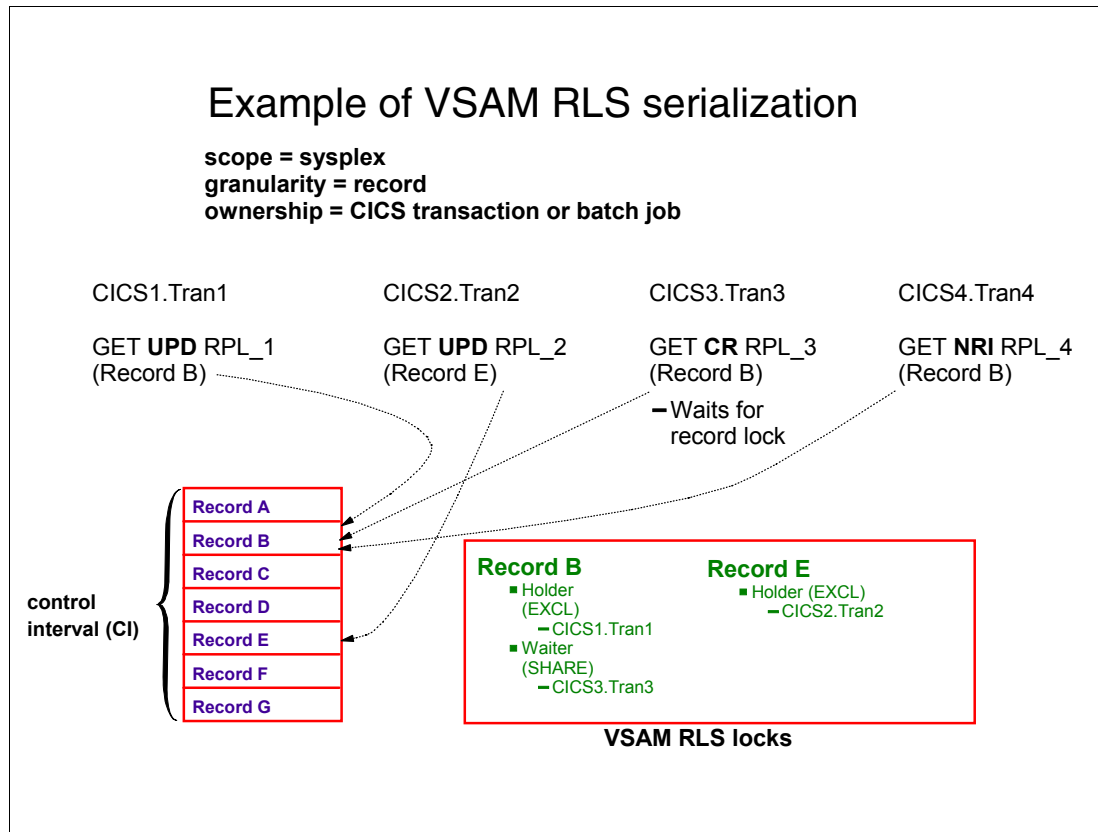 Example of VSAM RLS serialization
scope = sysplex
granularity = record
ownership = CICS transaction or batch job
CICS1.Tran1
GET UPD RPL_1
(Record B)
CICS2.Tran2
GET UPD RPL_2
(Record E)
CICS3.Tran3
GET CR RPL_3
(Record B)
– Waits for
record lock
CICS4.Tran4
GET NRI RPL_4
(Record B)
control
interval (CI)
Record A
Record B
Record C
Record D
Record E
Record F
Record G
Record B
■ Holder
(EXCL)
– CICS1.Tran1
■ Waiter
(SHARE)
– CICS3.Tran3
Record E
■ Holder (EXCL)
– CICS2.Tran2
VSAM RLS locks